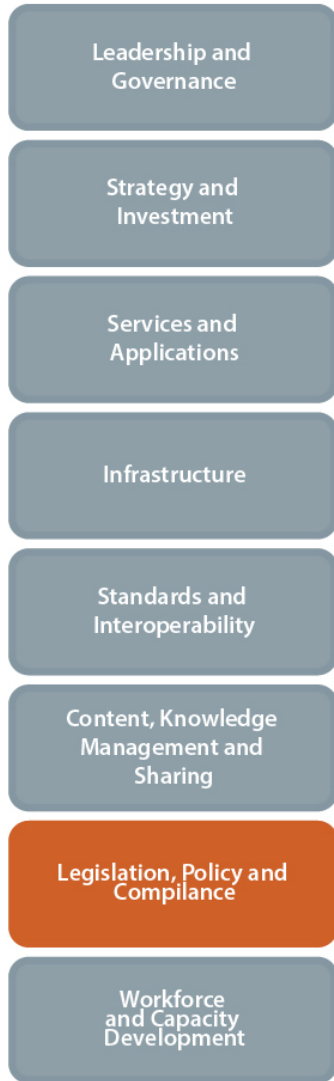 Leadership and
Governance
Strategy and
Investment
Services and
Applications
Infrastructure
Standards and
Interoperability
Content, Knowledge
Management and
Sharing
Legislation, Policy and
Compilance
Workforce
and Capacity
Development